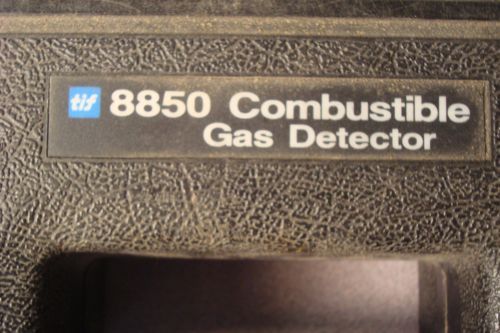 tif 8850 Combustible
Gas Detector